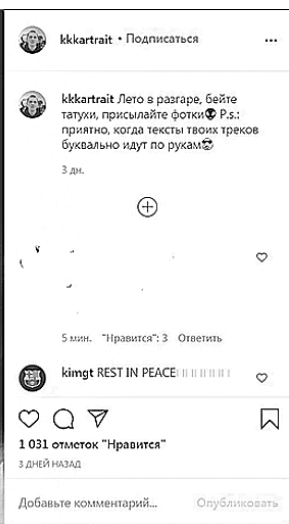 kkkartrait • Подписаться
kkkartrait Лето в разгаре, бейте
татухи, присылайте фотки👽 P.s.:
приятно, когда тексты твоих треков
буквально идут по рукам😎
3 дн.
5 мин. "Нравится": 3 Ответить
kimgt REST IN PEACE
1 031 отметок "Нравится"
3 ДНЕЙ НАЗАД
Добавьте комментарий... Опубликовать